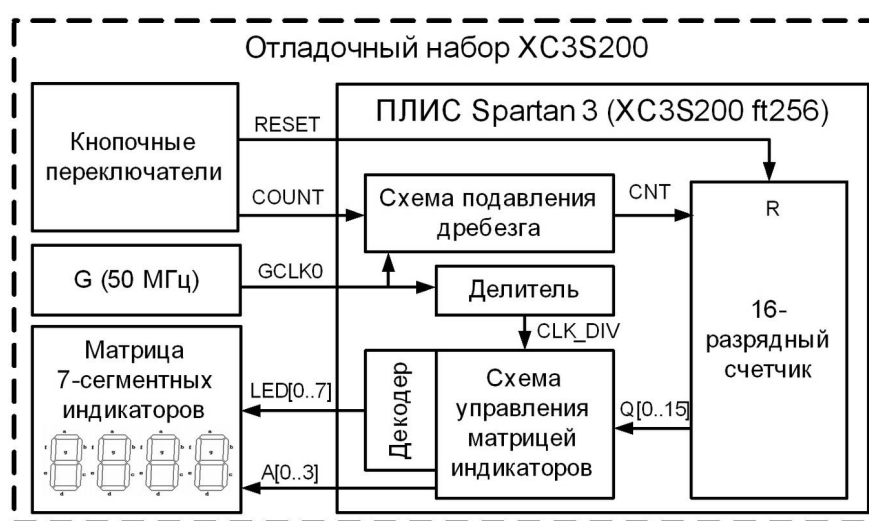 Отладочный набор XC3S200
Кнопочные
переключатели
RESET
COUNT
ПЛИС Spartan 3 (XC3S200 ft256)
Схема подавления
дребезга
CNT
R
16-
разрядный
счетчик
G (50 МГц)
GCLK0
Делитель
CLK_DIV
Матрица
7-сегментных
индикаторов
LED[0..7]
A[0..3]
Декодер
Схема
управления
матрицей
индикаторов
Q[0..15]